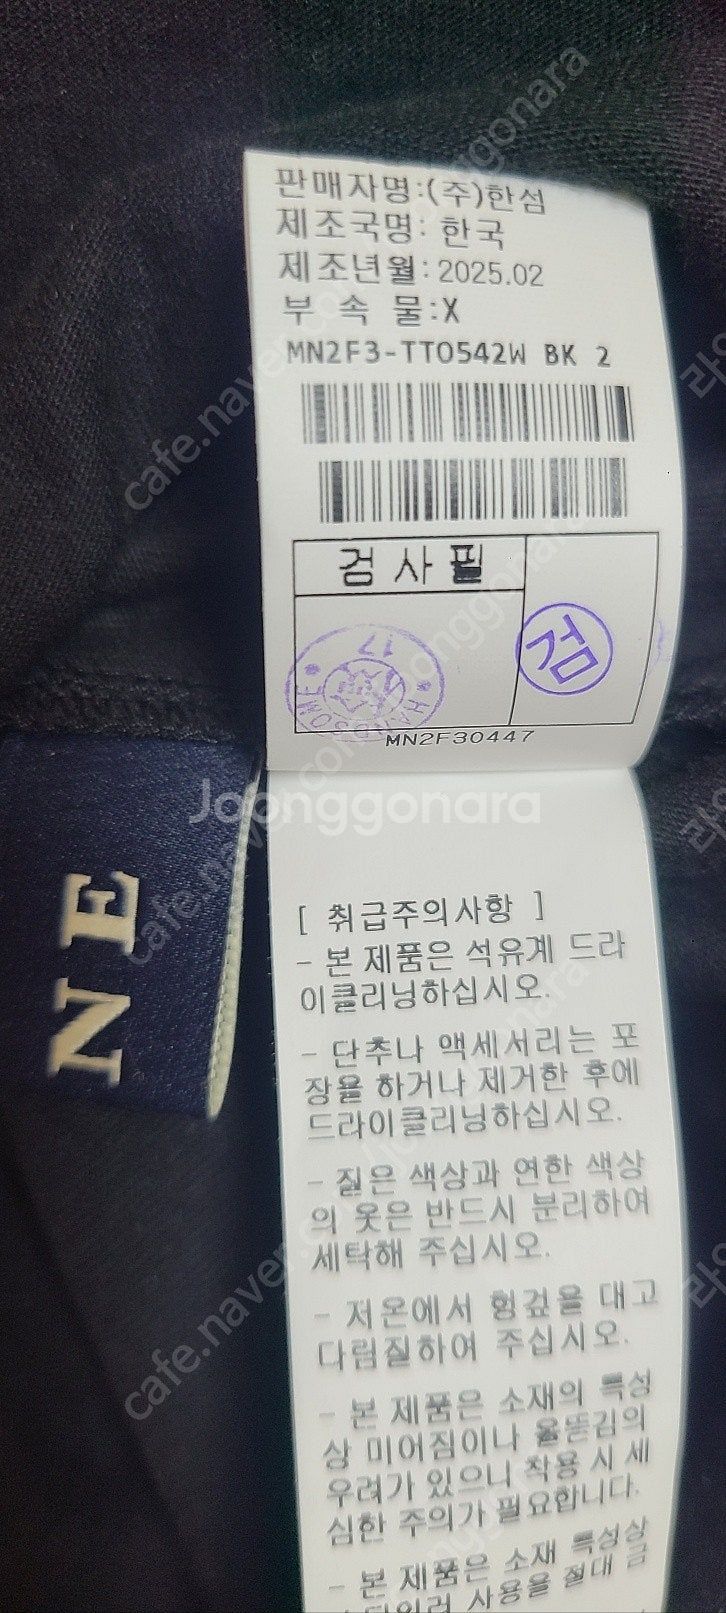 판매자명:(주)한섬
제조국명: 한국
제조년월:2025.02
부 속 물:X
MN2F3-TTO542W BK 2
검사필
검
17
HANDSOME
MN2F30447
Joonggonara
NE
[ 취급주의사항 ]
- 본 제품은 석유계 드라
이클리닝하십시오.
- 단추나 액세서리는 포
장을 하거나 제거한 후에
드라이클리닝하십시오.
- 짙은 색상과 연한 색상
의 옷은 반드시 분리하여
세탁해 주십시오.
- 저온에서 헝겊을 대고
다림질하여 주십시오.
- 본 제품은 소재의 특성
상 미어짐이나 올뜯김의
우려가 있으니 착용 시 세
심한 주의가 필요합니다.
- 본 제품은 소재 특성상
사용을 절대 금